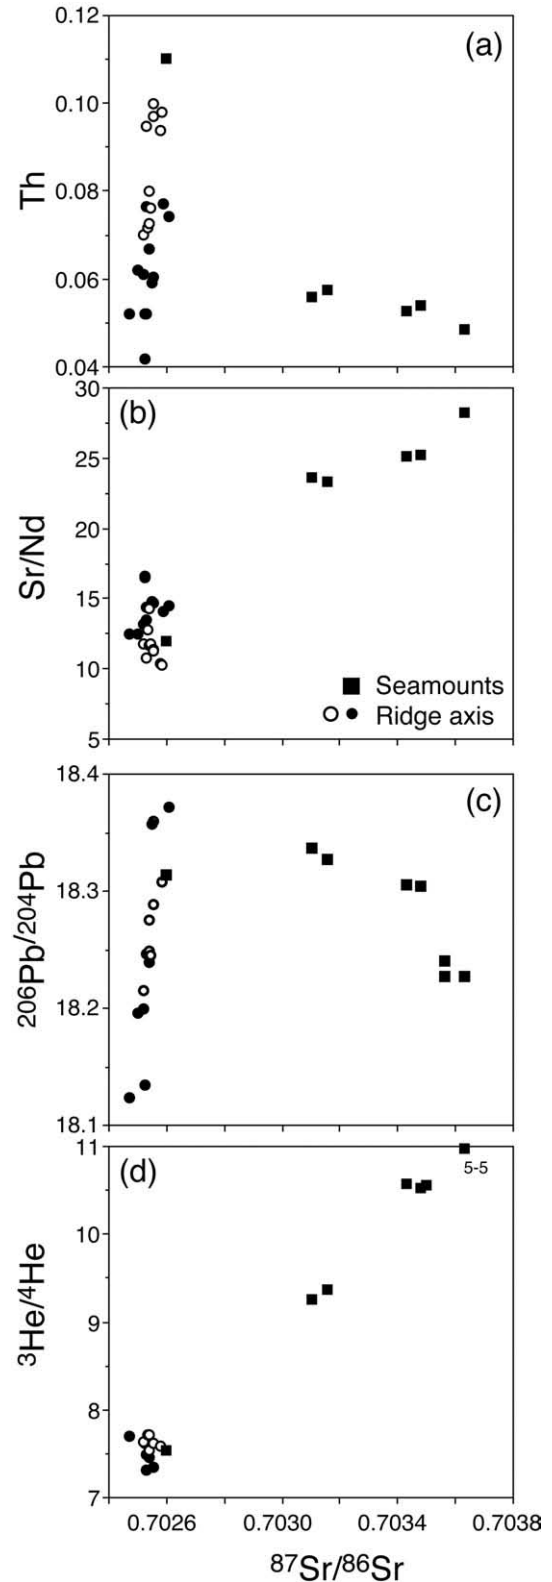 0.12
(a)
0.10
Th
0.08
0.06
0.04
30
(b)
25
Sr/Nd
20
15
10
Seamounts
Ridge axis
5
18.4
(c)
206Pb/204Pb
18.3
18.2
18.1
11
(d)
5-5
10
3He/4He
9
8
7
0.7026 0.7030 0.7034 0.7038
87Sr/86Sr